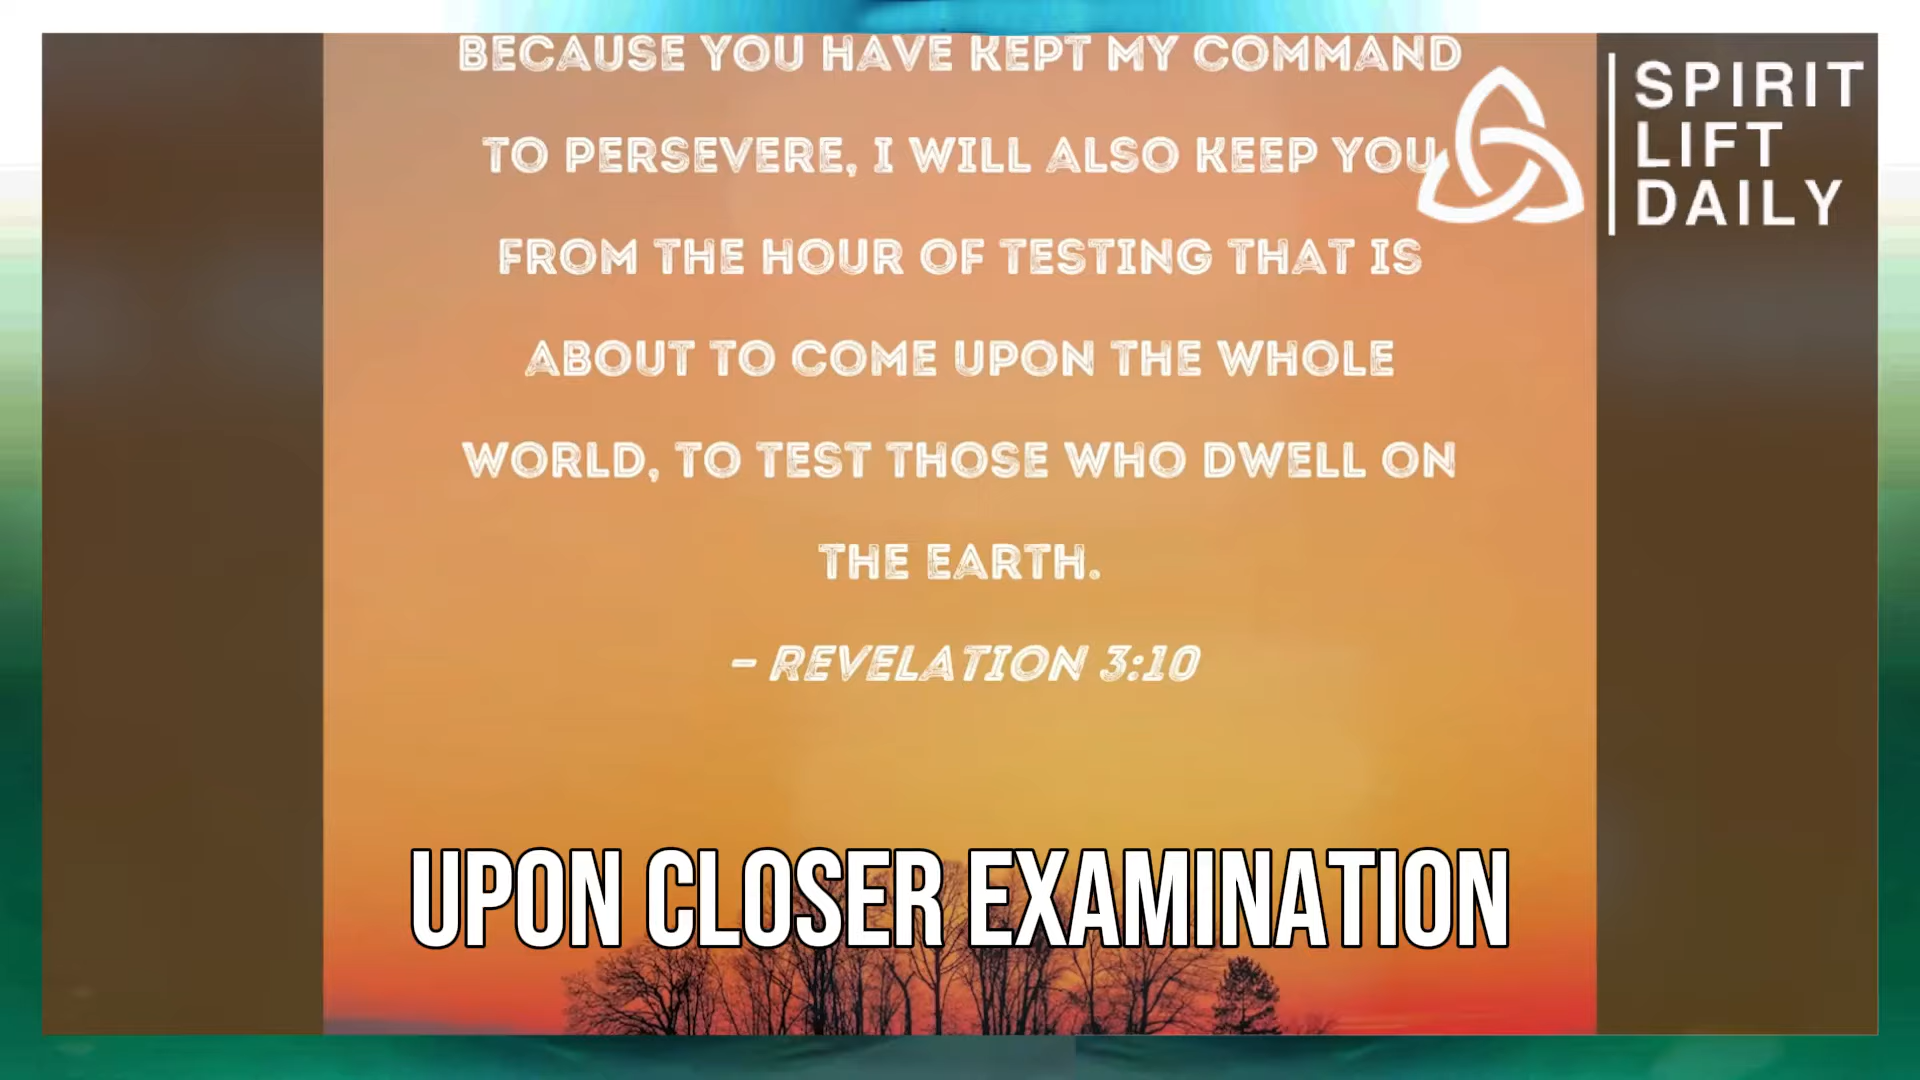 BECAUSE YOU HAVE KEPT MY COMMAND
TO PERSEVERE, I WILL ALSO KEEP YOU
FROM THE HOUR OF TESTING THAT IS
ABOUT TO COME UPON THE WHOLE
WORLD, TO TEST THOSE WHO DWELL ON
THE EARTH.
– REVELATION 3:10
SPIRIT
LIFT
DAILY
UPON CLOSER EXAMINATION